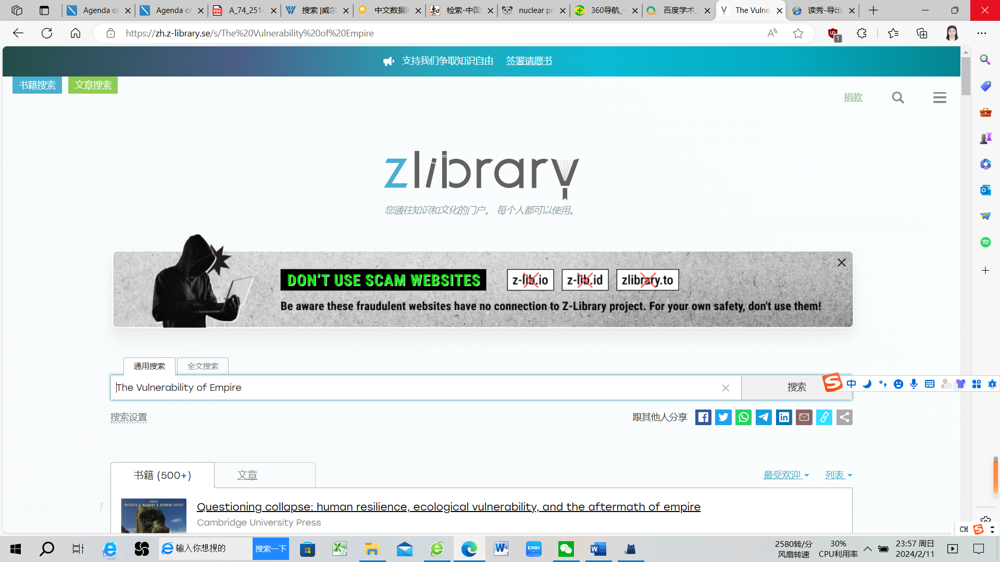 Agenda of
Agenda of
A_74_251-
搜索 |威尔
中文数据库
检索-中国
nuclear pr
360导航_一
百度学术_
The Vulne
读秀-导出
https://zh.z-library.se/s/The%20Vulnerability%20of%20Empire
1
支持我们争取知识自由 签署请愿书
书籍搜索 文章搜索
捐款
zlibrary
您通往知识和文化的门户。 每个人都可以使用。
DON'T USE SCAM WEBSITES z-lib.io z-lib.id zlibrary.to
Be aware these fraudulent websites have no connection to Z-Library project. For your own safety, don't use them!
通用搜索 全文搜索
The Vulnerability of Empire
搜索
中
搜索设置
跟其他人分享
书籍 (500+) 文章
最受欢迎 列表
1
PATRICIA A. McANANY & NORMAN YOFFEE
Questioning collapse: human resilience, ecological vulnerability, and the aftermath of empire
Cambridge University Press
CH
输入你想搜的 搜索一下
CNKI
2580转/分
风扇转速
30%
CPU利用率
23:57 周日
2024/2/11